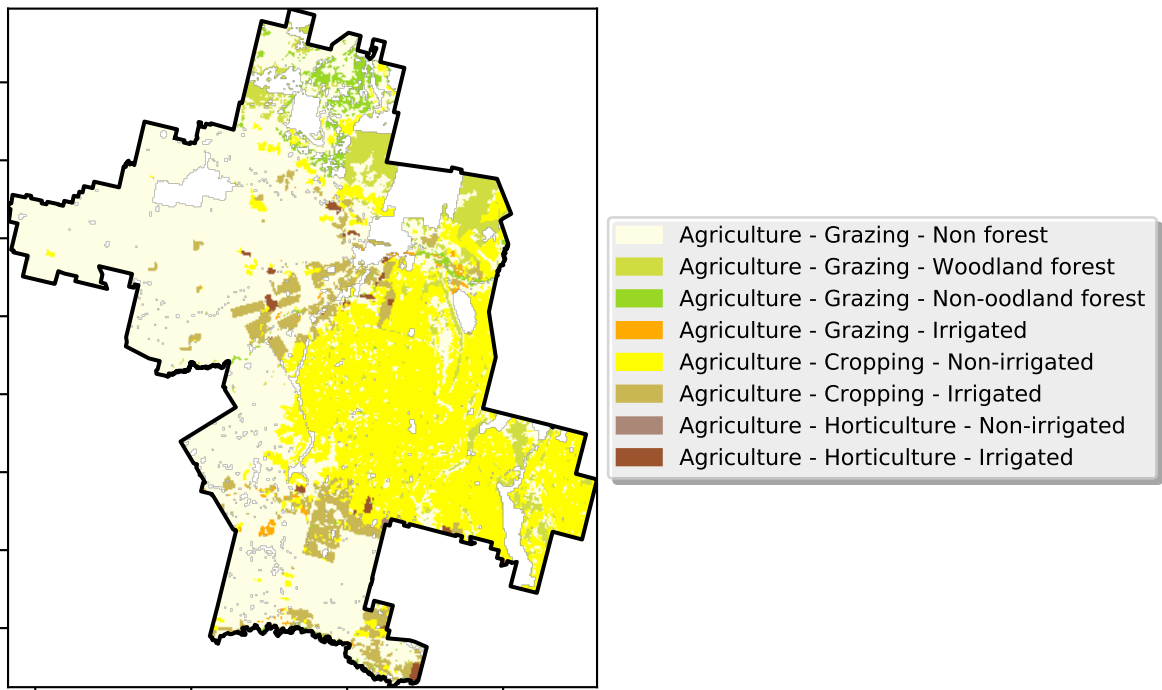 Agriculture - Grazing - Non forest
Agriculture - Grazing - Woodland forest
Agriculture - Grazing - Non-oodland forest
Agriculture - Grazing - Irrigated
Agriculture - Cropping - Non-irrigated
Agriculture - Cropping - Irrigated
Agriculture - Horticulture - Non-irrigated
Agriculture - Horticulture - Irrigated